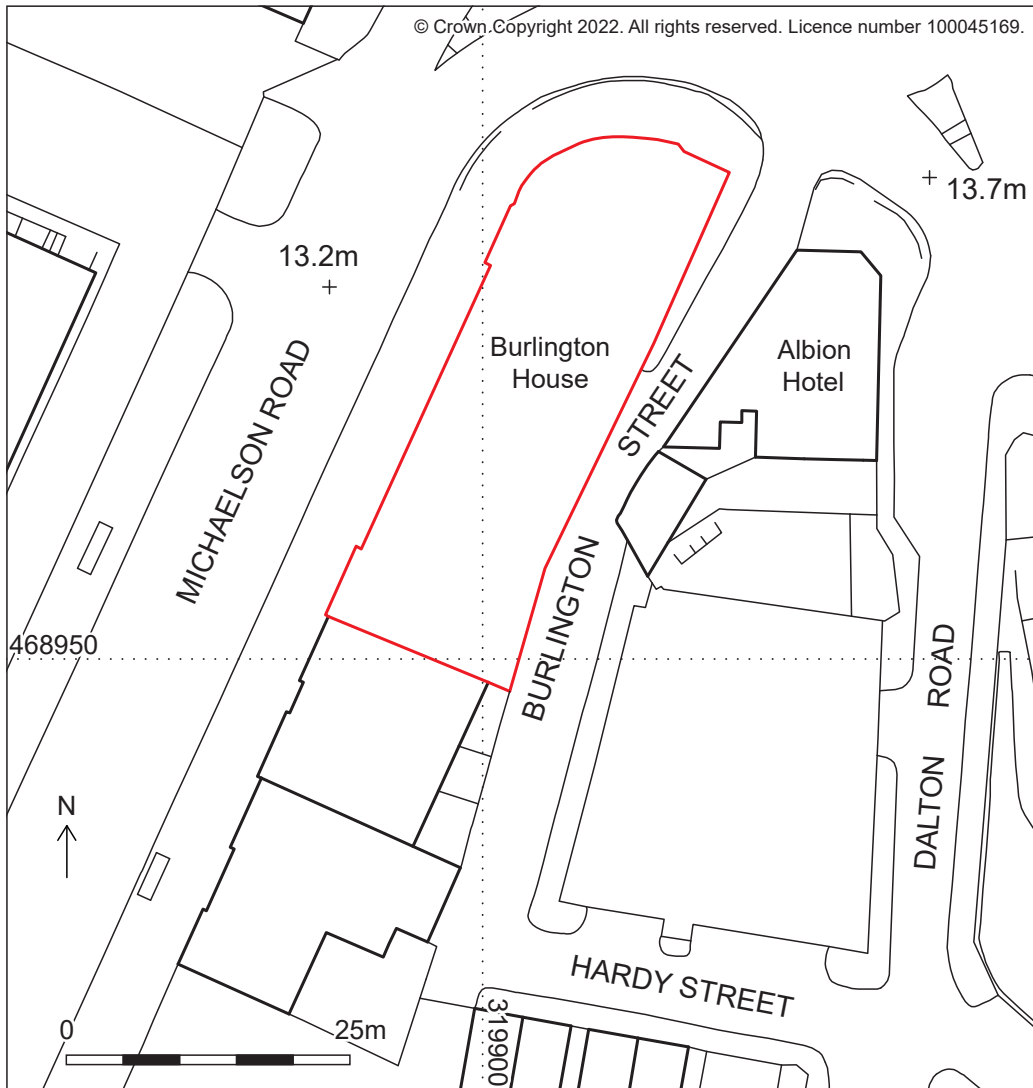 © Crown Copyright 2022. All rights reserved. Licence number 100045169.
13.7m
13.2m
Burlington
House
Albion
Hotel
MICHAELSON ROAD
BURLINGTON STREET
468950
DALTON ROAD
N
HARDY STREET
319900
0 25m